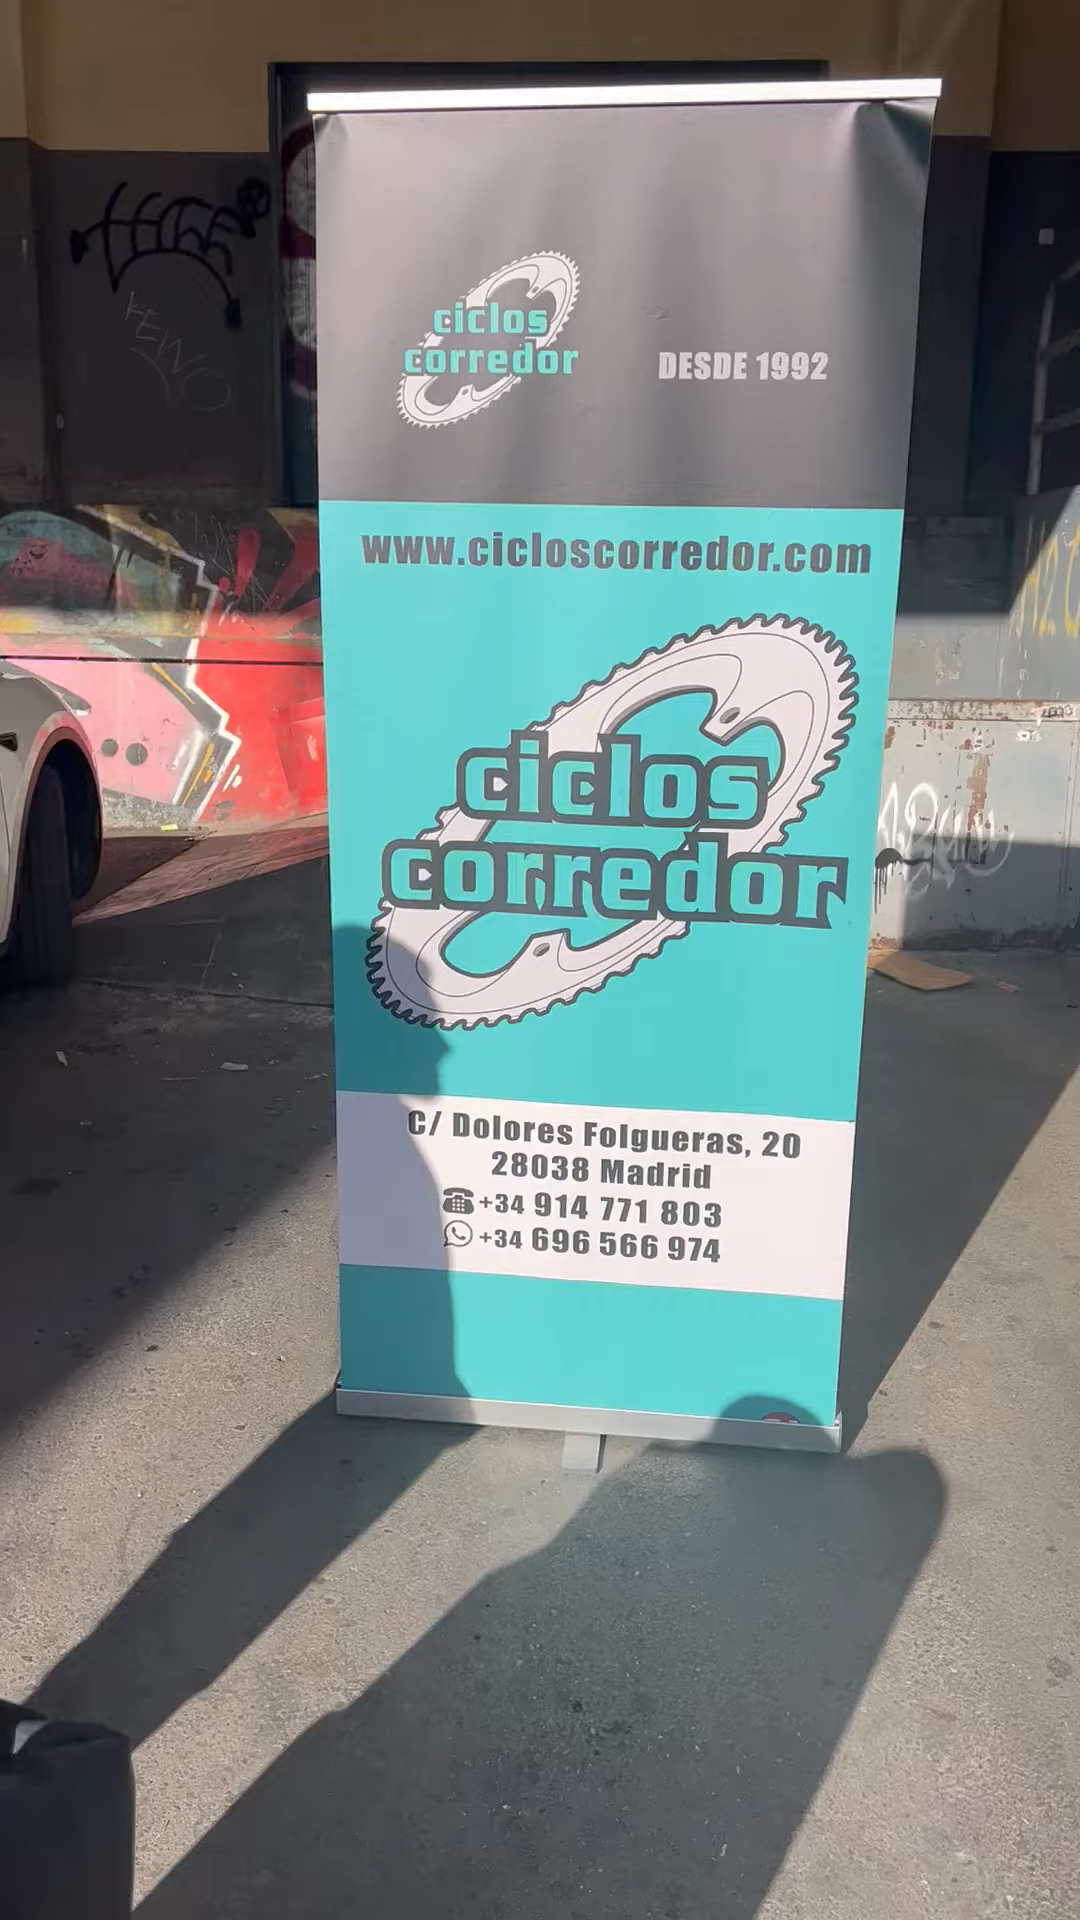 ciclos
corredor
DESDE 1992
www.cicloscorredor.com
ciclos
corredor
C/ Dolores Folgueras, 20
28038 Madrid
+34 914 771 803
+34 696 566 974